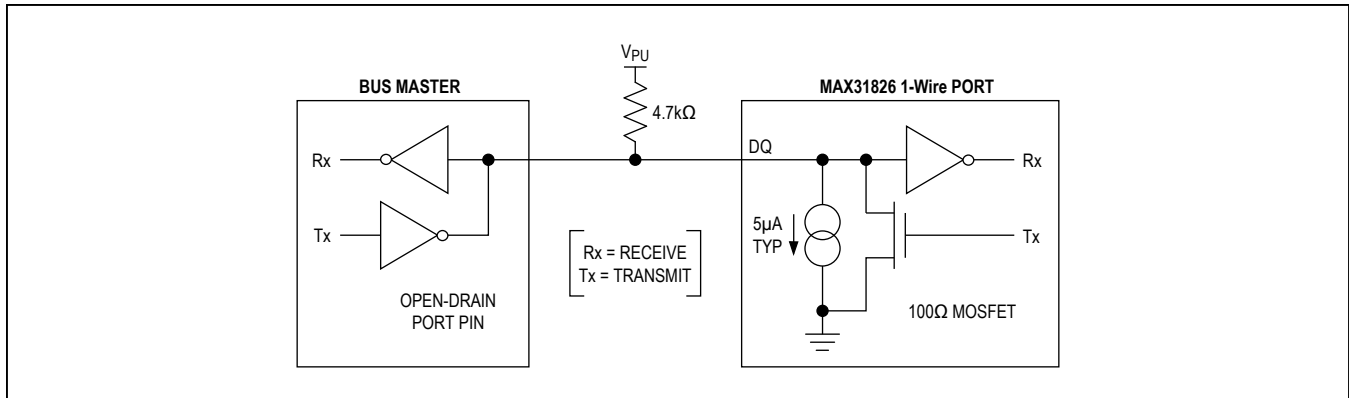 VPU
BUS MASTER
MAX31826 1-Wire PORT
4.7kΩ
Rx
DQ
Rx
Tx
5µA
TYP
Tx
Rx = RECEIVE
Tx = TRANSMIT
OPEN-DRAIN
PORT PIN
100Ω MOSFET